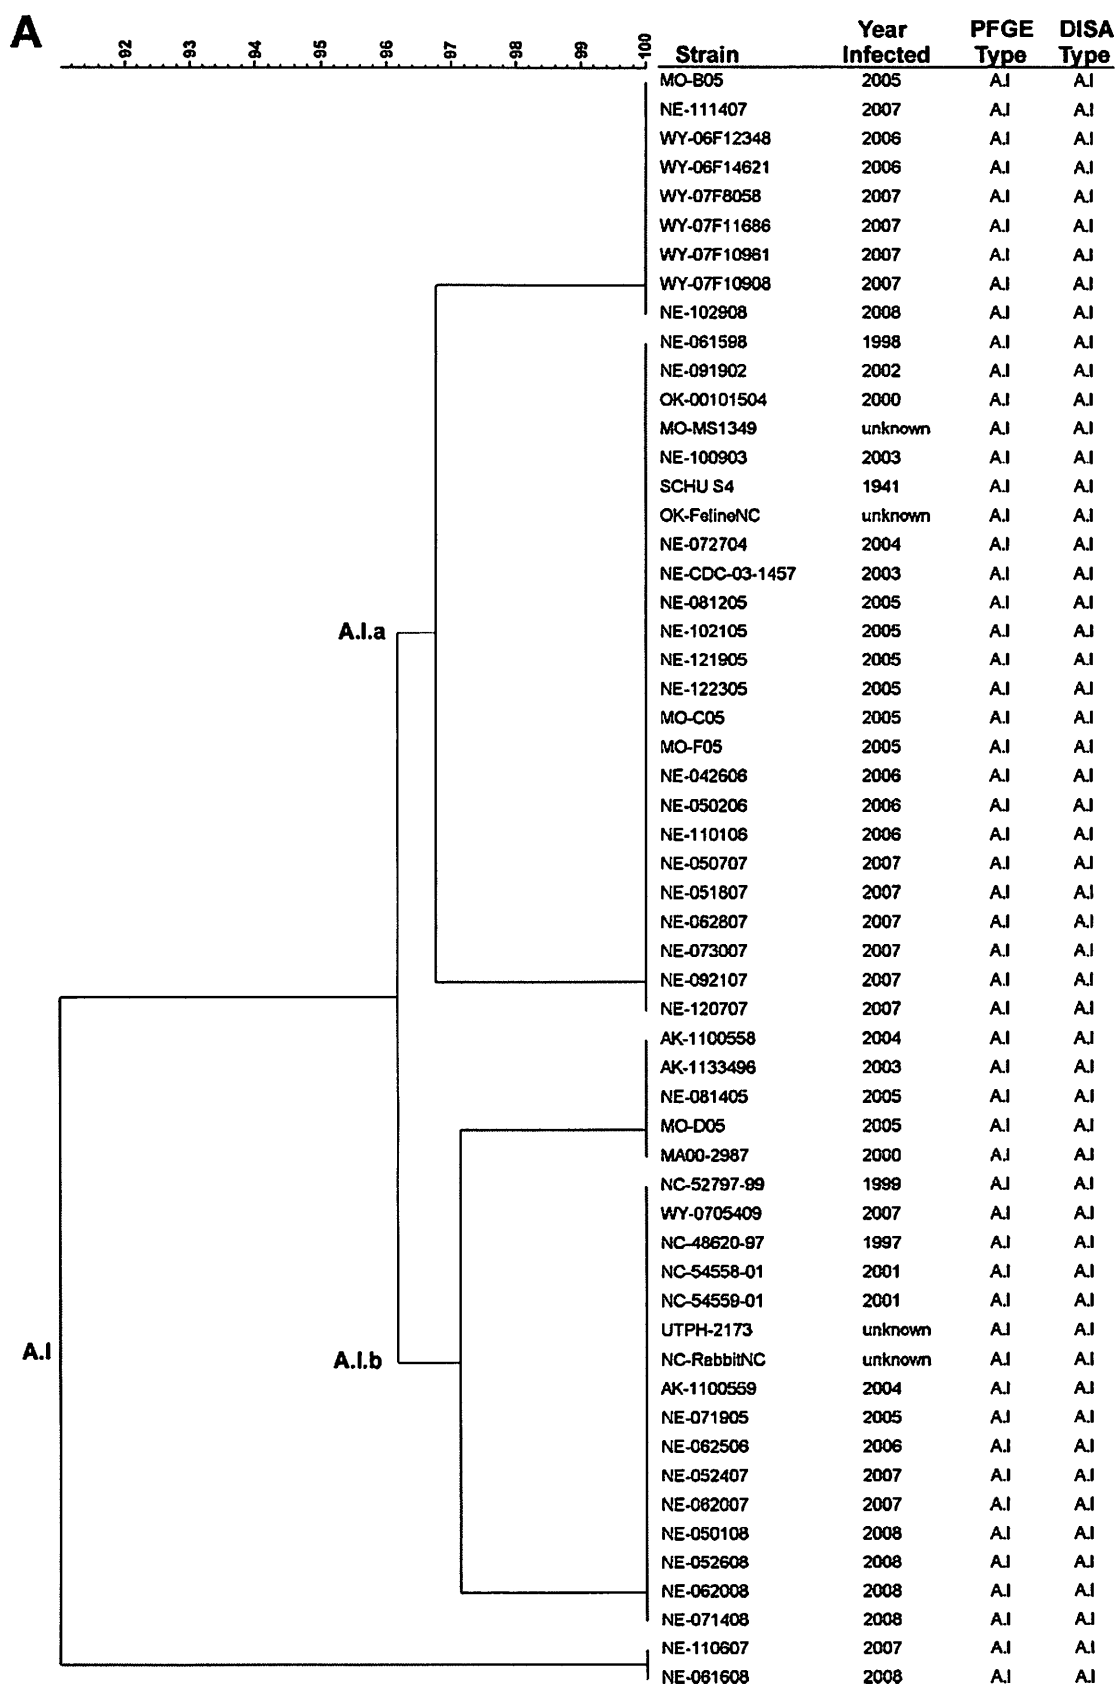 A
92 93 94 95 96 97 98 99 100
Year PFGE DISA
Strain Infected Type Type
MO-B05 2005 A.I A.I
NE-111407 2007 A.I A.I
WY-06F12348 2006 A.I A.I
WY-06F14621 2006 A.I A.I
WY-07F8058 2007 A.I A.I
WY-07F11686 2007 A.I A.I
WY-07F10961 2007 A.I A.I
WY-07F10908 2007 A.I A.I
NE-102908 2008 A.I A.I
NE-061598 1998 A.I A.I
NE-091902 2002 A.I A.I
OK-00101504 2000 A.I A.I
MO-MS1349 unknown A.I A.I
NE-100903 2003 A.I A.I
SCHU S4 1941 A.I A.I
OK-FelineNC unknown A.I A.I
NE-072704 2004 A.I A.I
NE-CDC-03-1457 2003 A.I A.I
NE-081205 2005 A.I A.I
A.I.a NE-102105 2005 A.I A.I
NE-121905 2005 A.I A.I
NE-122305 2005 A.I A.I
MO-C05 2005 A.I A.I
MO-F05 2005 A.I A.I
NE-042606 2006 A.I A.I
NE-050206 2006 A.I A.I
NE-110106 2006 A.I A.I
NE-050707 2007 A.I A.I
NE-051807 2007 A.I A.I
NE-062807 2007 A.I A.I
NE-073007 2007 A.I A.I
NE-092107 2007 A.I A.I
NE-120707 2007 A.I A.I
AK-1100558 2004 A.I A.I
AK-1133496 2003 A.I A.I
NE-081405 2005 A.I A.I
MO-D05 2005 A.I A.I
MA00-2987 2000 A.I A.I
NC-52797-99 1999 A.I A.I
WY-0705409 2007 A.I A.I
NC-48620-97 1997 A.I A.I
NC-54558-01 2001 A.I A.I
NC-54559-01 2001 A.I A.I
UTPH-2173 unknown A.I A.I
A.I A.I.b NC-RabbitNC unknown A.I A.I
AK-1100559 2004 A.I A.I
NE-071905 2005 A.I A.I
NE-062506 2006 A.I A.I
NE-052407 2007 A.I A.I
NE-062007 2007 A.I A.I
NE-050108 2008 A.I A.I
NE-052608 2008 A.I A.I
NE-062008 2008 A.I A.I
NE-071408 2008 A.I A.I
NE-110607 2007 A.I A.I
NE-061608 2008 A.I A.I